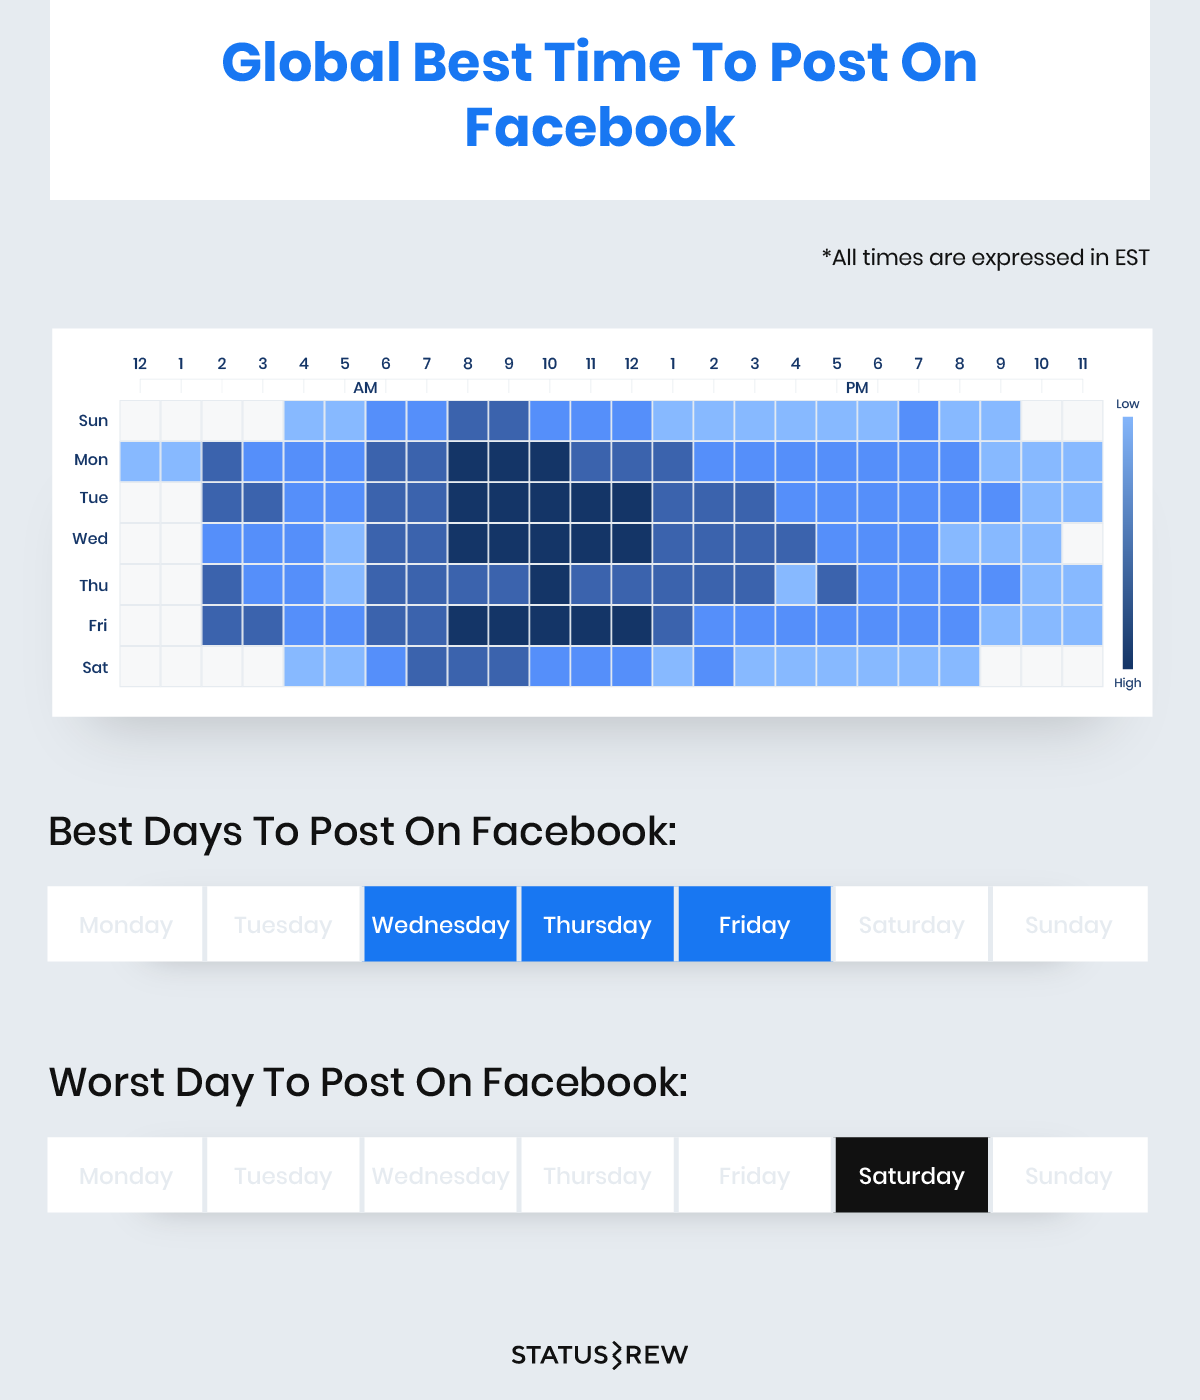 Global Best Time To Post On
Facebook
*All times are expressed in EST
12 1 2 3 4 5 6 7 8 9 10 11 12 1 2 3 4 5 6 7 8 9 10 11
AM PM
Low
Sun
Mon
Tue
Wed
Thu
Fri
Sat
High
Best Days To Post On Facebook:
Monday Tuesday Wednesday Thursday Friday Saturday Sunday
Worst Day To Post On Facebook:
Monday Tuesday Wednesday Thursday Friday Saturday Sunday
STATUSBREW